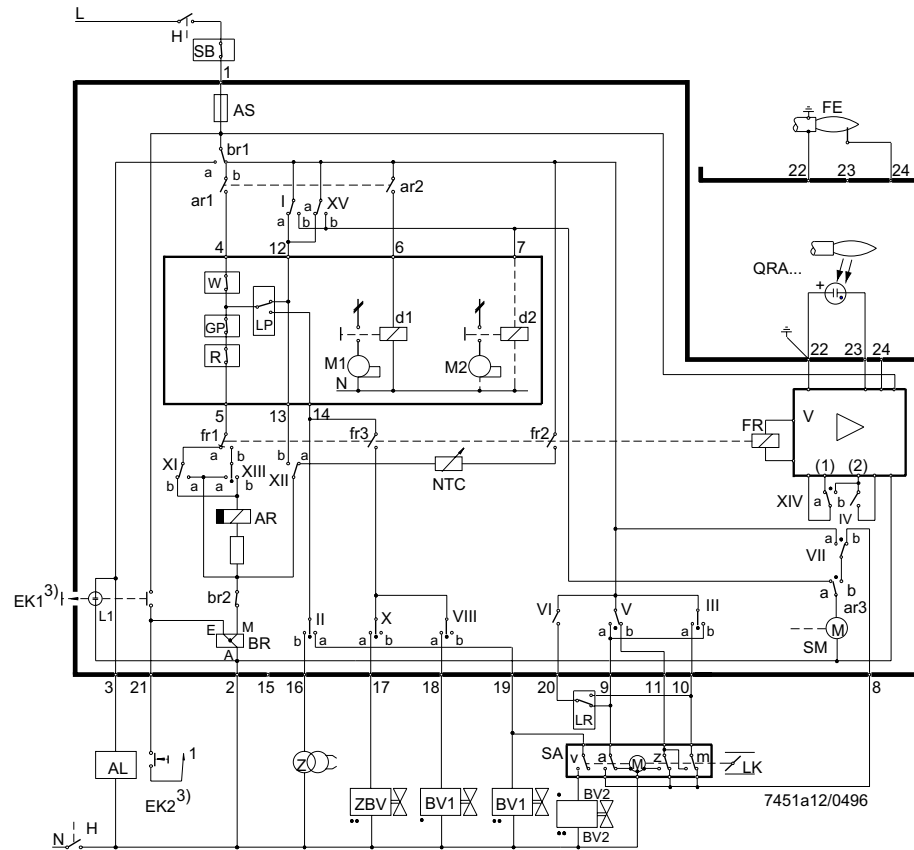 L
H
SB
1
AS
FE
br1
22 23 24
a b
ar1
ar2
I XV
a a b b
4 12 6 7
W
QRA...
+
GP
LP
d1
d2
R
M1
M2
22 23 24
N
5 13 14
fr1
fr3
fr2
FR
V
a b b a
XI XIII
b a b
XII
NTC
(1) (2)
XIV
a b
IV
AR
a b
VII
EK1 3)
L1
br2
II X VIII
VI V III
a b
ar3
E M
BR
A
b a a b a b
a b a b
M
SM
3 21 2 15 16 17 18 19 20 9 11 10 8
LR
AL
1
EK2 3)
Z
SA
v a M z m
LK
7451a12/0496
ZBV
BV1
BV1
BV2
BV2
N H